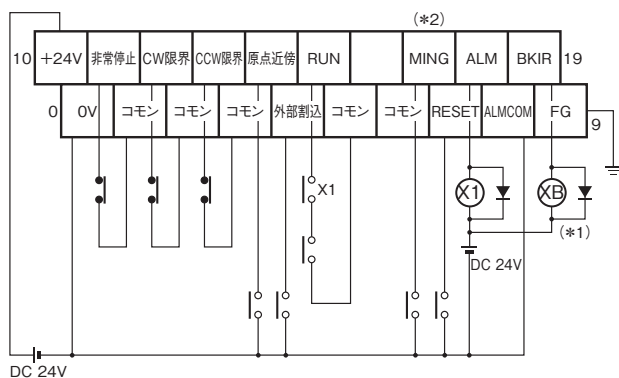 (*2)
10 +24V 非常停止 CW限界 CCW限界 原点近傍 RUN MING ALM BKIR 19
0 0V コモン コモン コモン 外部割込 コモン コモン RESET ALMCOM FG 9
X1
X1 XB
(*1)
DC 24V
DC 24V